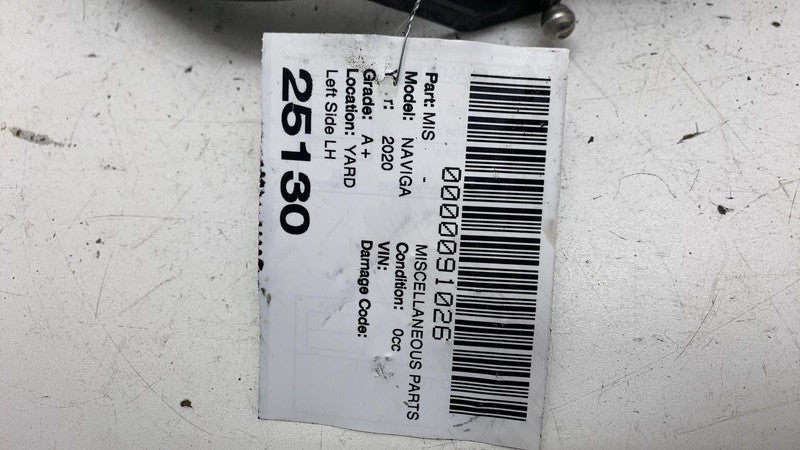 0000091026
Part: MIS - MISCELLANEOUS PARTS
Model: NAVIGA Condition: 0cc
r: 2020 VIN:
Grade: A+ Damage Code:
Location: YARD
Left Side LH
25130